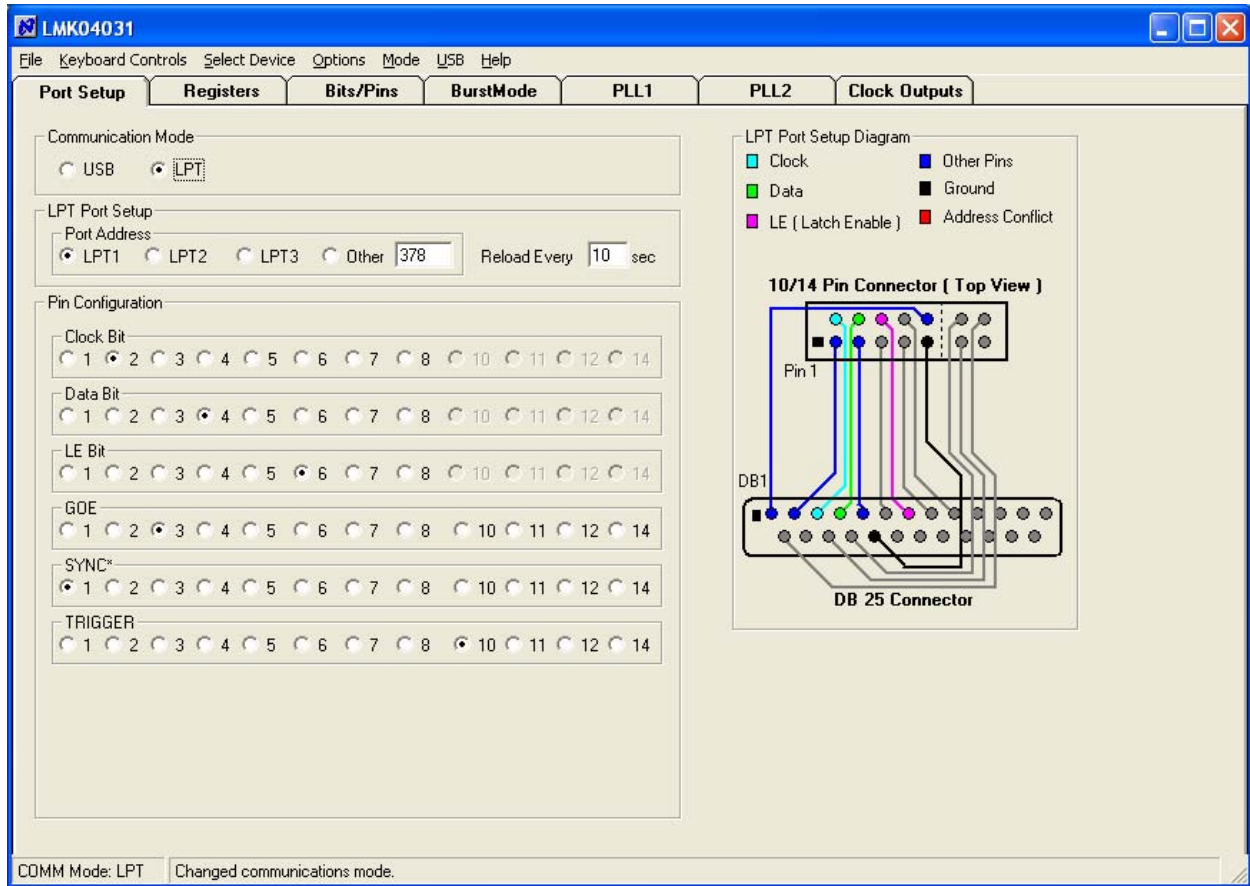 LMK04031
File Keyboard Controls Select Device Options Mode USB Help
Port Setup Registers Bits/Pins BurstMode PLL1 PLL2 Clock Outputs
Communication Mode
USB LPT
LPT Port Setup
Port Address
LPT1 LPT2 LPT3 Other 378 Reload Every 10 sec
Pin Configuration
Clock Bit
1 2 3 4 5 6 7 8 10 11 12 14
Data Bit
1 2 3 4 5 6 7 8 10 11 12 14
LE Bit
1 2 3 4 5 6 7 8 10 11 12 14
GOE
1 2 3 4 5 6 7 8 10 11 12 14
SYNC*
1 2 3 4 5 6 7 8 10 11 12 14
TRIGGER
1 2 3 4 5 6 7 8 10 11 12 14
LPT Port Setup Diagram
Clock Other Pins
Data Ground
LE ( Latch Enable ) Address Conflict
10/14 Pin Connector ( Top View )
Pin 1
DB1
DB 25 Connector
COMM Mode: LPT Changed communications mode.